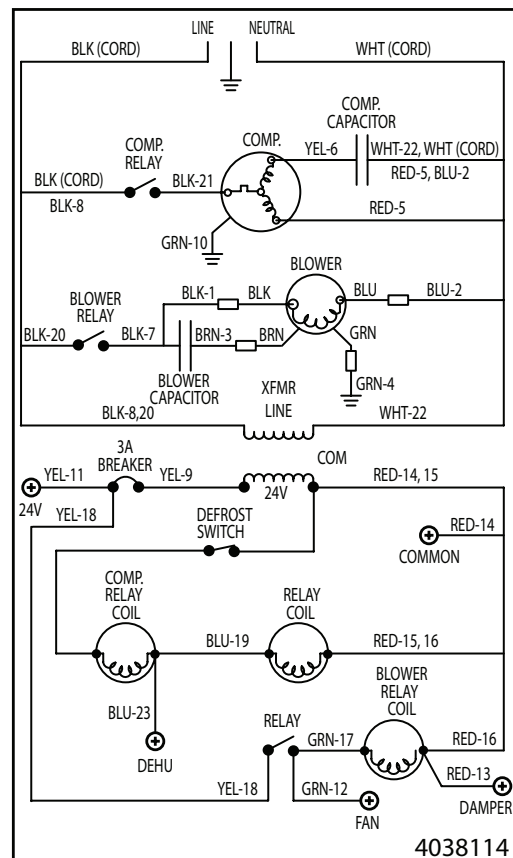 LINE NEUTRAL
BLK (CORD) WHT (CORD)
COMP.
CAPACITOR
COMP.
RELAY
COMP.
YEL-6 WHT-22, WHT (CORD)
BLK (CORD) BLK-21 RED-5, BLU-2
BLK-8 RED-5
GRN-10
BLOWER
BLOWER
RELAY
BLK-1 BLK BLU BLU-2
BLK-20 BLK-7 BRN-3 BRN GRN
BLOWER
CAPACITOR
GRN-4
XFMR
LINE
BLK-8,20 WHT-22
3A
BREAKER
COM
YEL-11 YEL-9 RED-14, 15
24V 24V
YEL-18
DEFROST
SWITCH
RED-14
COMMON
COMP.
RELAY
COIL
RELAY
COIL
BLU-19 RED-15, 16
BLOWER
RELAY
COIL
BLU-23
DEHU
RELAY
GRN-17 RED-16
YEL-18 GRN-12 RED-13
FAN DAMPER
4038114